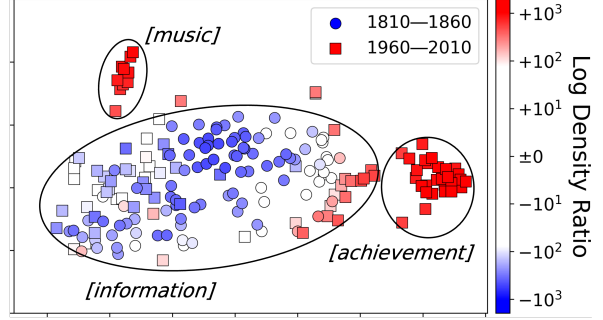 [music]
1810—1860
1960—2010
[achievement]
[information]
+10³
+10²
+10¹
±0
−10¹
−10²
−10³
Log Density Ratio